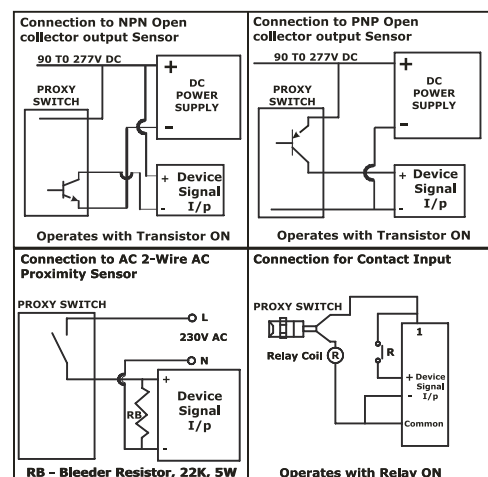 Connection to NPN Open
collector output Sensor
90 T0 277V DC
PROXY
SWITCH
+
DC
POWER
SUPPLY
-
+ Device
Signal
- I/p
Operates with Transistor ON
Connection to PNP Open
collector output Sensor
90 T0 277V DC
PROXY
SWITCH
+
DC
POWER
SUPPLY
-
+ Device
Signal
- I/p
Operates with Transistor ON
Connection to AC 2-Wire AC
Proximity Sensor
PROXY SWITCH
L
230V AC
N
+
Device
Signal
I/p
-
RB
RB - Bleeder Resistor, 22K, 5W
Connection for Contact Input
PROXY SWITCH
1
Relay Coil R
R
+ Device
Signal
- I/p
Common
Operates with Relay ON